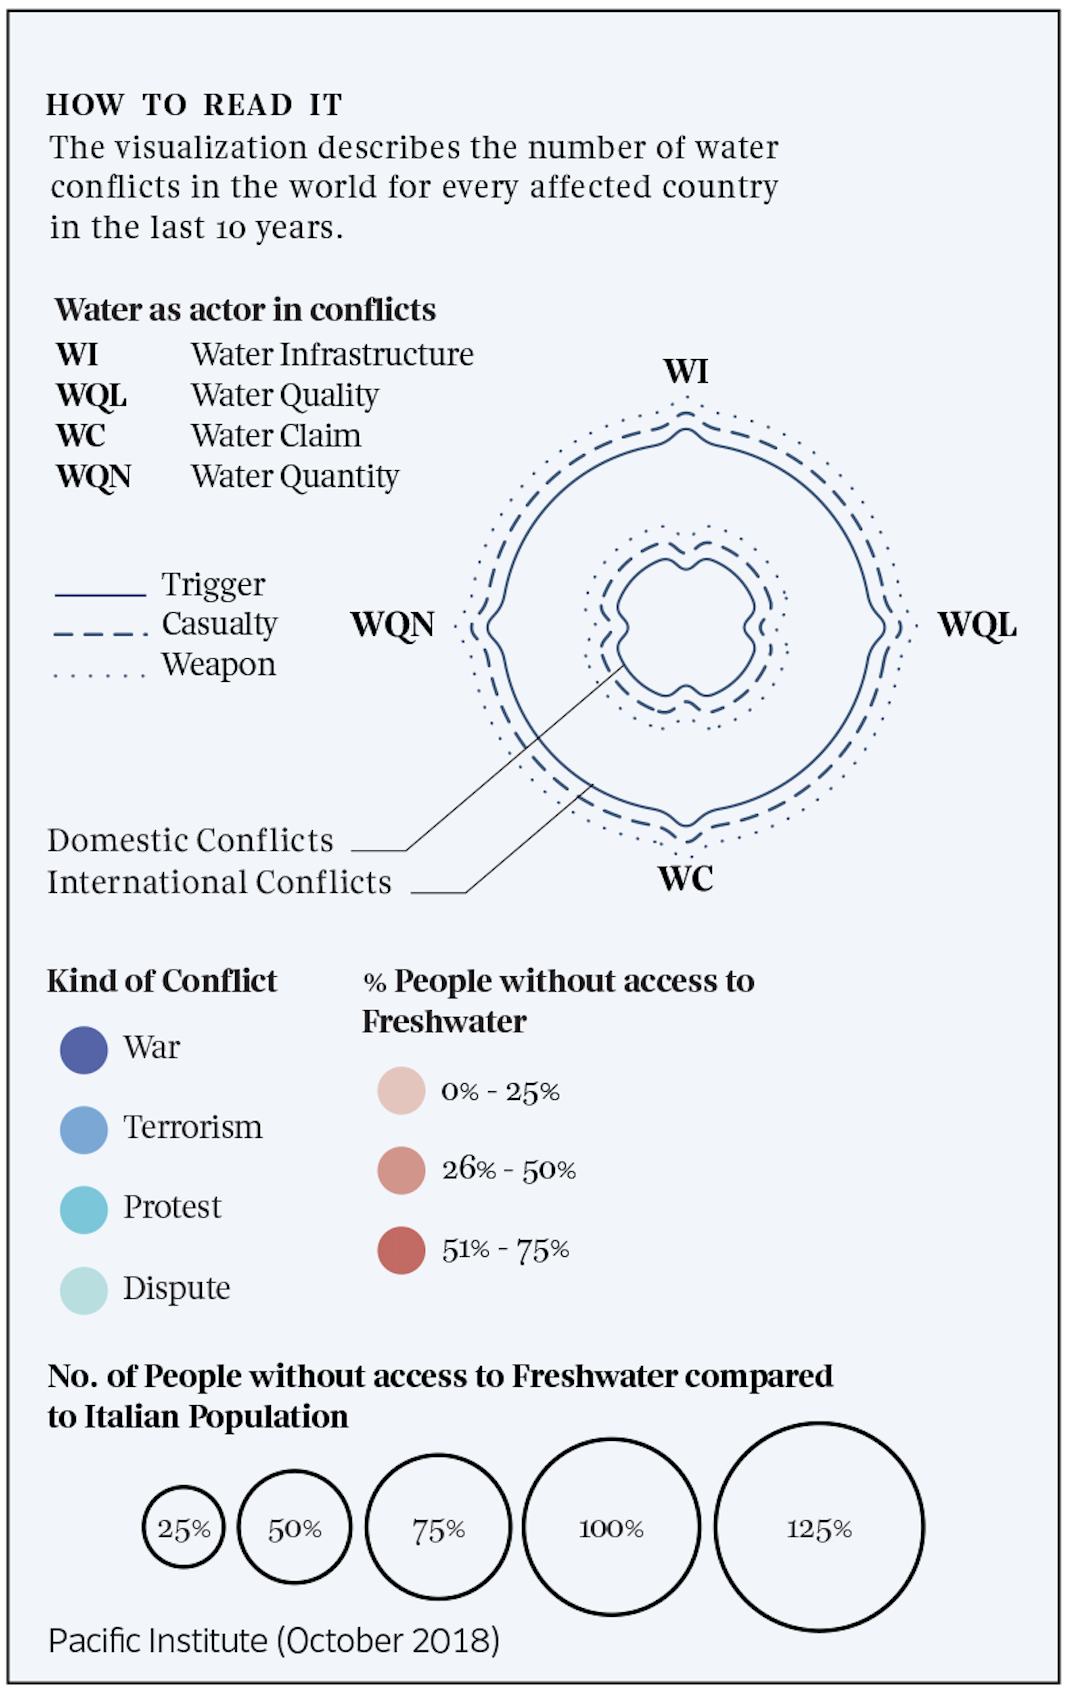 HOW TO READ IT
The visualization describes the number of water
conflicts in the world for every affected country
in the last 10 years.
Water as actor in conflicts
WI Water Infrastructure
WQL Water Quality
WC Water Claim
WQN Water Quantity
WI
WQN
WQL
WC
Trigger
Casualty
Weapon
Domestic Conflicts
International Conflicts
Kind of Conflict
War
Terrorism
Protest
Dispute
% People without access to
Freshwater
0% - 25%
26% - 50%
51% - 75%
No. of People without access to Freshwater compared
to Italian Population
25% 50% 75% 100% 125%
Pacific Institute (October 2018)